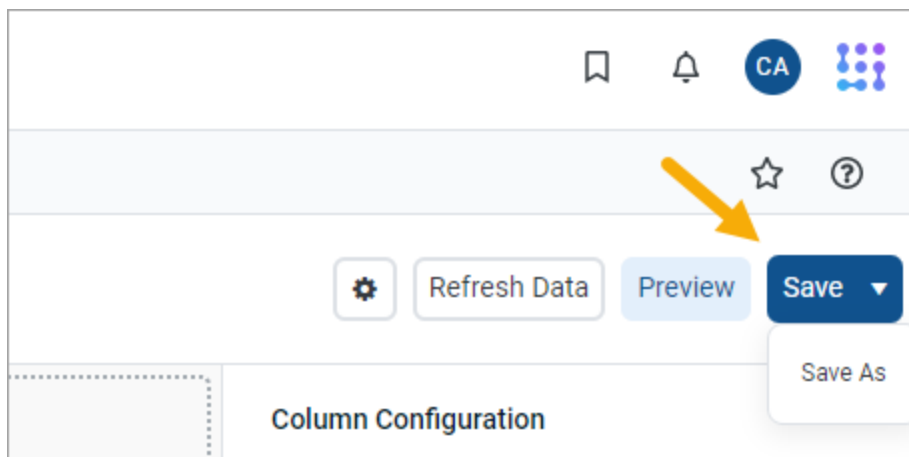 CA
Refresh Data
Preview
Save
Save As
Column Configuration